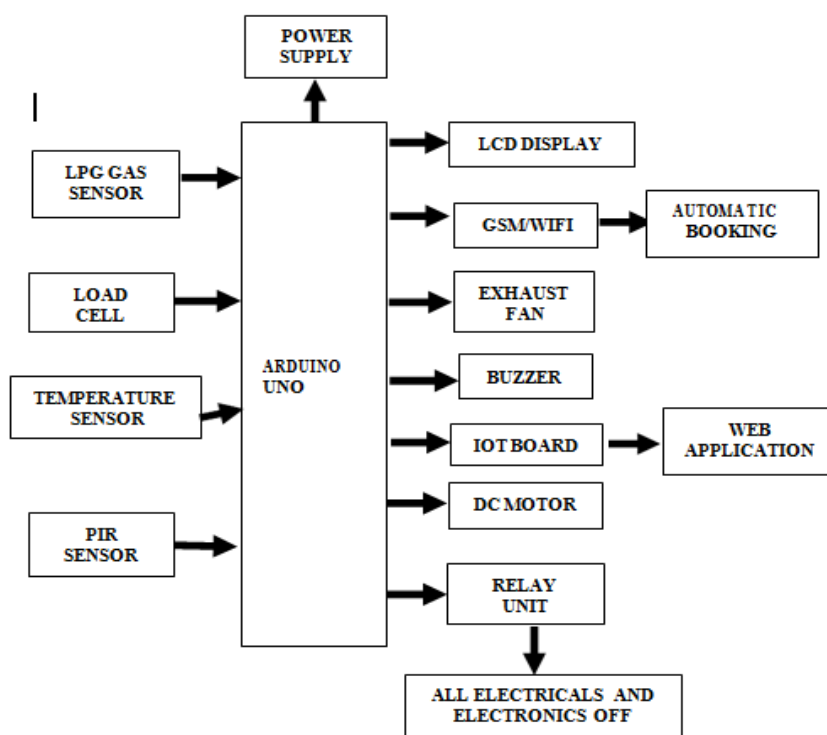 POWER
SUPPLY
LPG GAS
SENSOR
LOAD
CELL
TEMPERATURE
SENSOR
PIR
SENSOR
ARDUINO
UNO
LCD DISPLAY
GSM/WIFI
AUTOMATIC
BOOKING
EXHAUST
FAN
BUZZER
IOT BOARD
WEB
APPLICATION
DC MOTOR
RELAY
UNIT
ALL ELECTRICALS AND
ELECTRONICS OFF